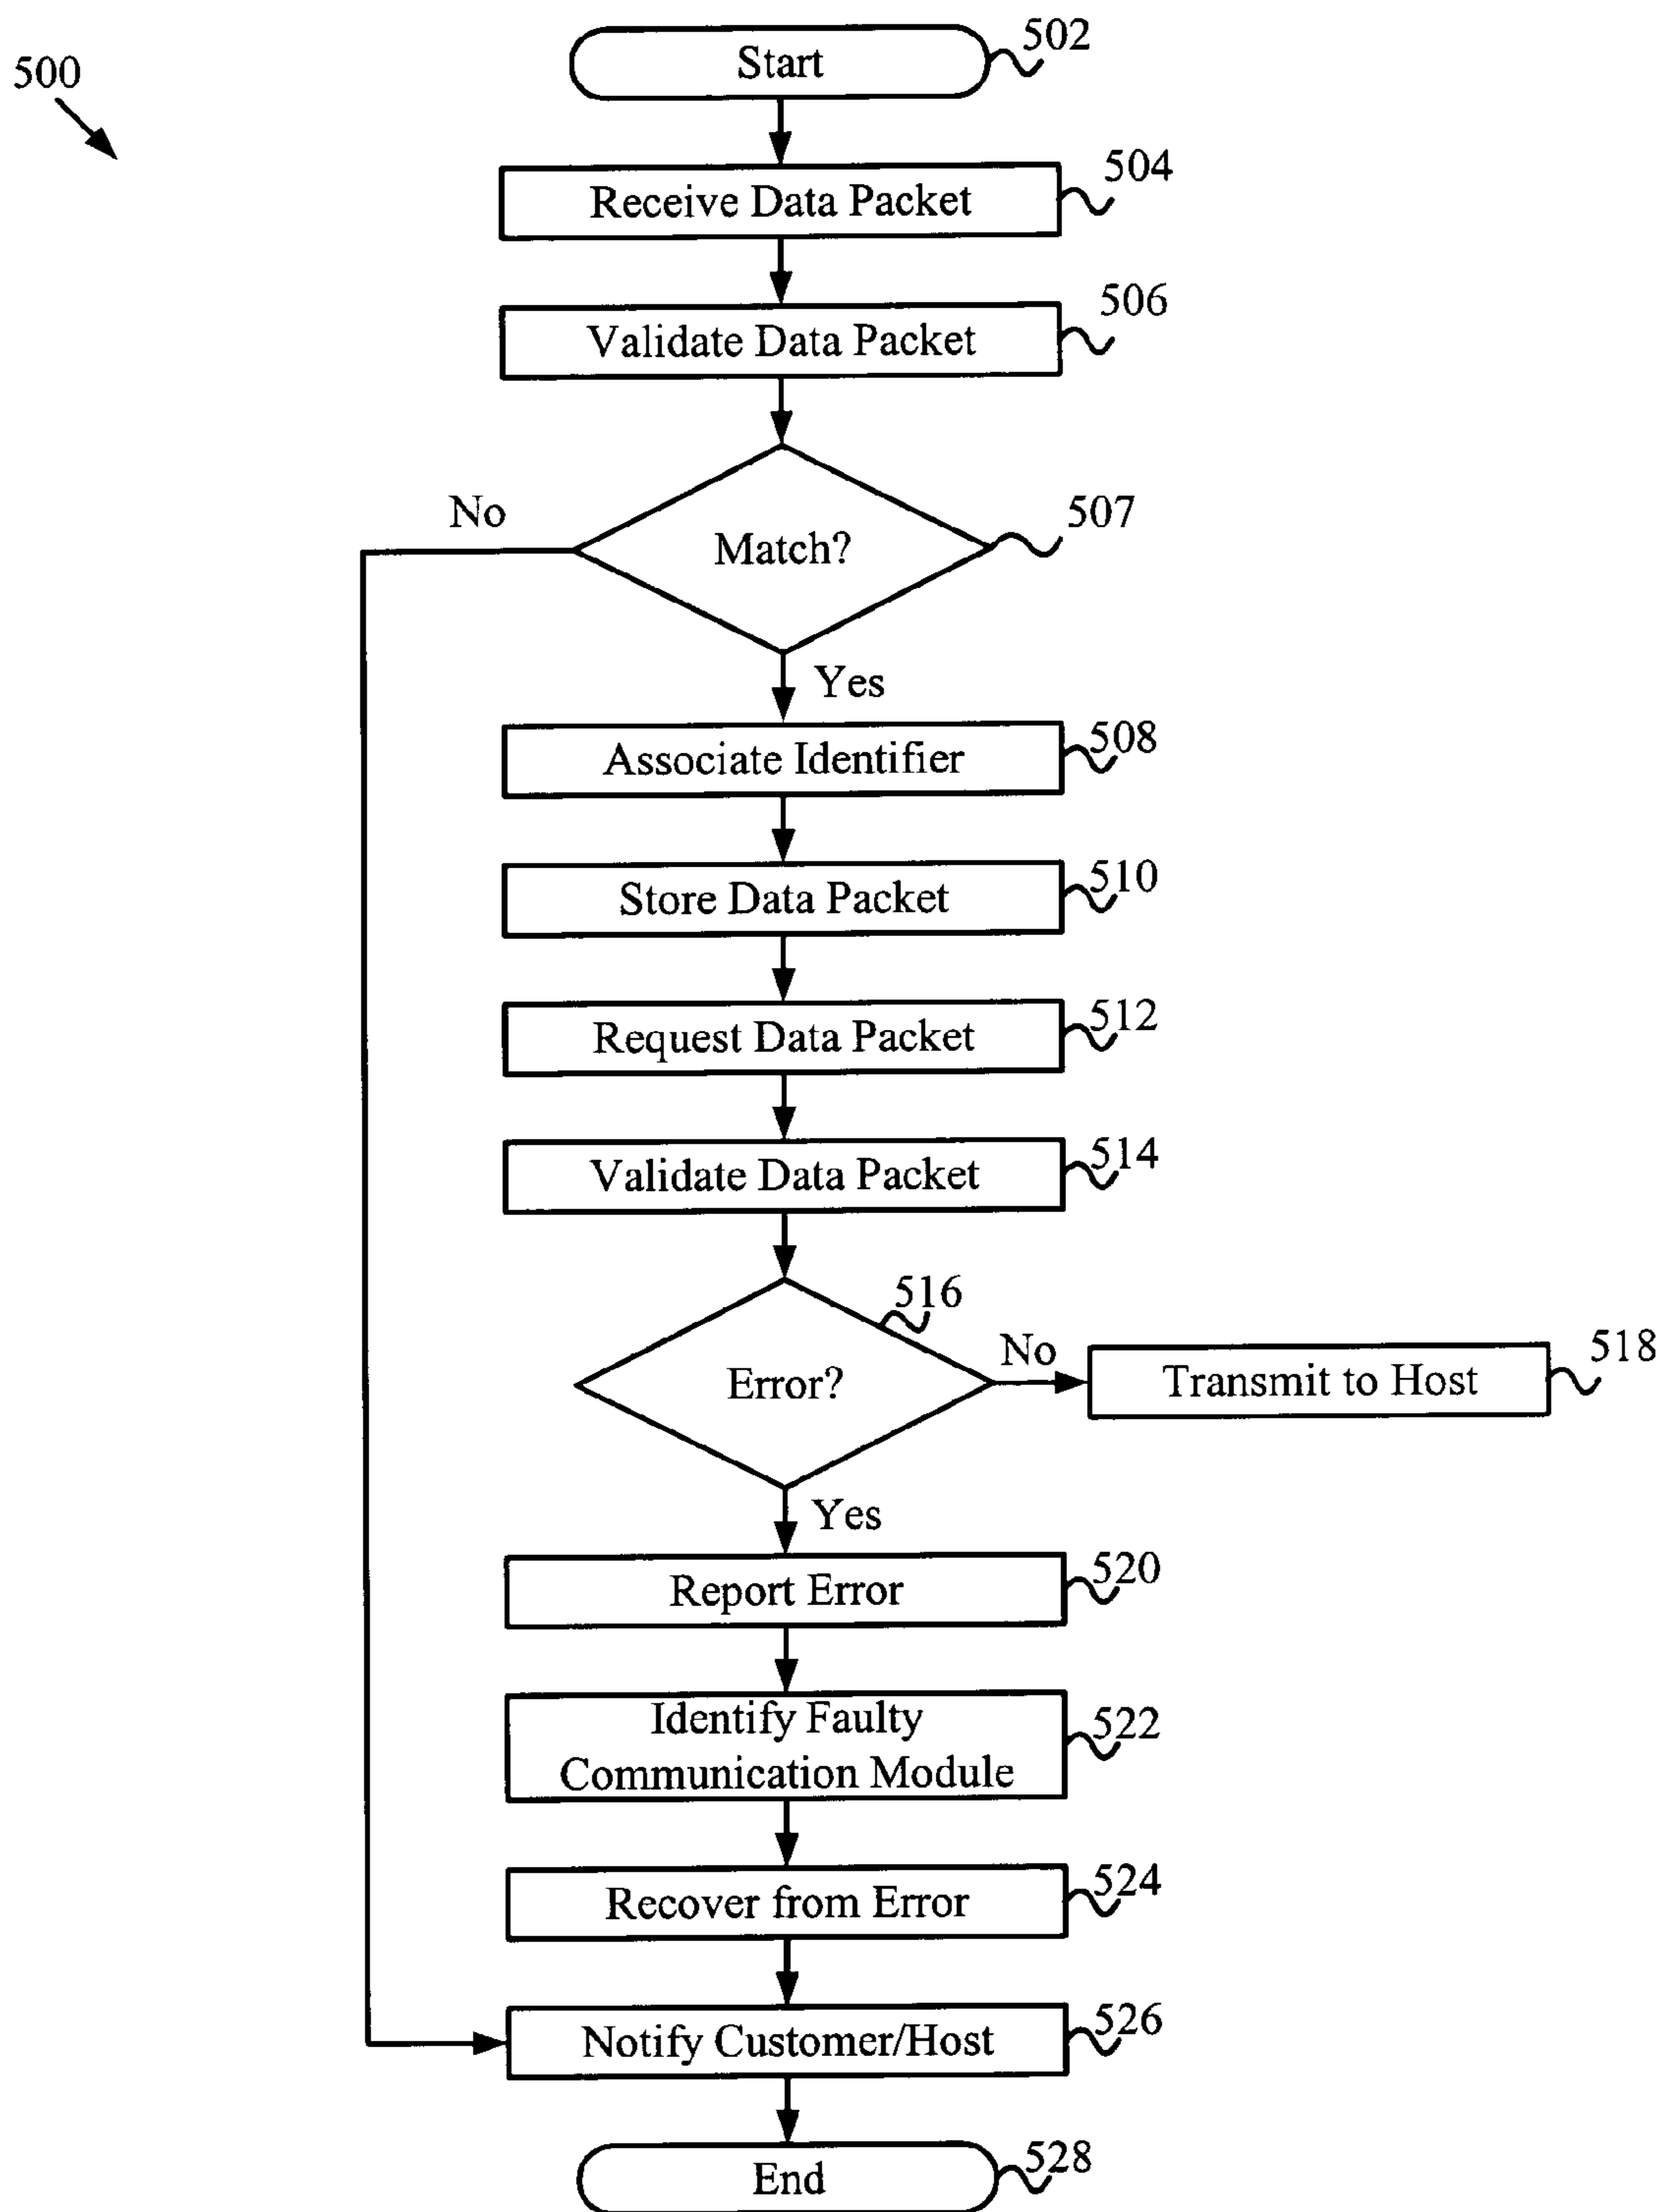 500
Start
502
Receive Data Packet
504
Validate Data Packet
506
Match?
507
No
Yes
Associate Identifier
508
Store Data Packet
510
Request Data Packet
512
Validate Data Packet
514
Error?
516
No
Transmit to Host
518
Yes
Report Error
520
Identify Faulty
Communication Module
522
Recover from Error
524
Notify Customer/Host
526
End
528